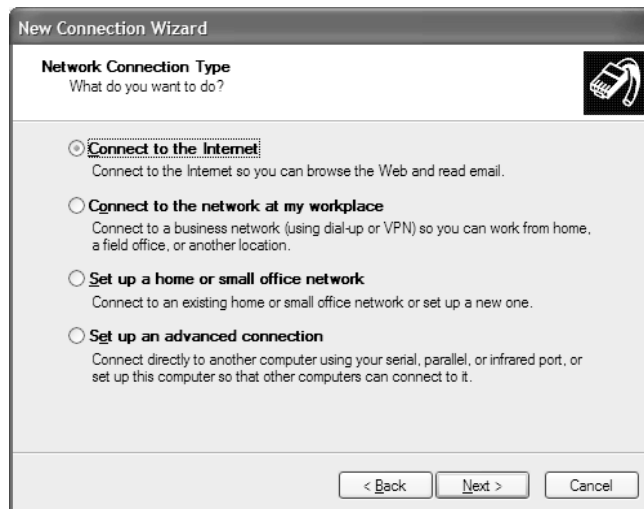 New Connection Wizard
Network Connection Type
What do you want to do?
Connect to the Internet
Connect to the Internet so you can browse the Web and read email.
Connect to the network at my workplace
Connect to a business network (using dial-up or VPN) so you can work from home,
a field office, or another location.
Set up a home or small office network
Connect to an existing home or small office network or set up a new one.
Set up an advanced connection
Connect directly to another computer using your serial, parallel, or infrared port, or
set up this computer so that other computers can connect to it.
< Back Next > Cancel